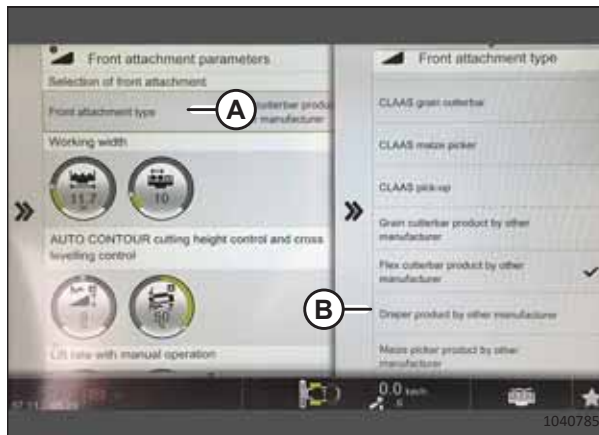 Front attachment parameters
Selection of front attachment
Front attachment type
A
cutterbar produ
manufacturer
Working width
11,7
10
AUTO CONTOUR cutting height control and cross
levelling control
50
Lift rate with manual operation
Front attachment type
CLAAS grain cutterbar
CLAAS maize picker
CLAAS pick-up
Grain cutterbar product by other
manufacturer
Flex cutterbar product by other
manufacturer
B
Draper product by other manufacturer
Maize picker product by other
manufacturer
0.0 km/h
1040785